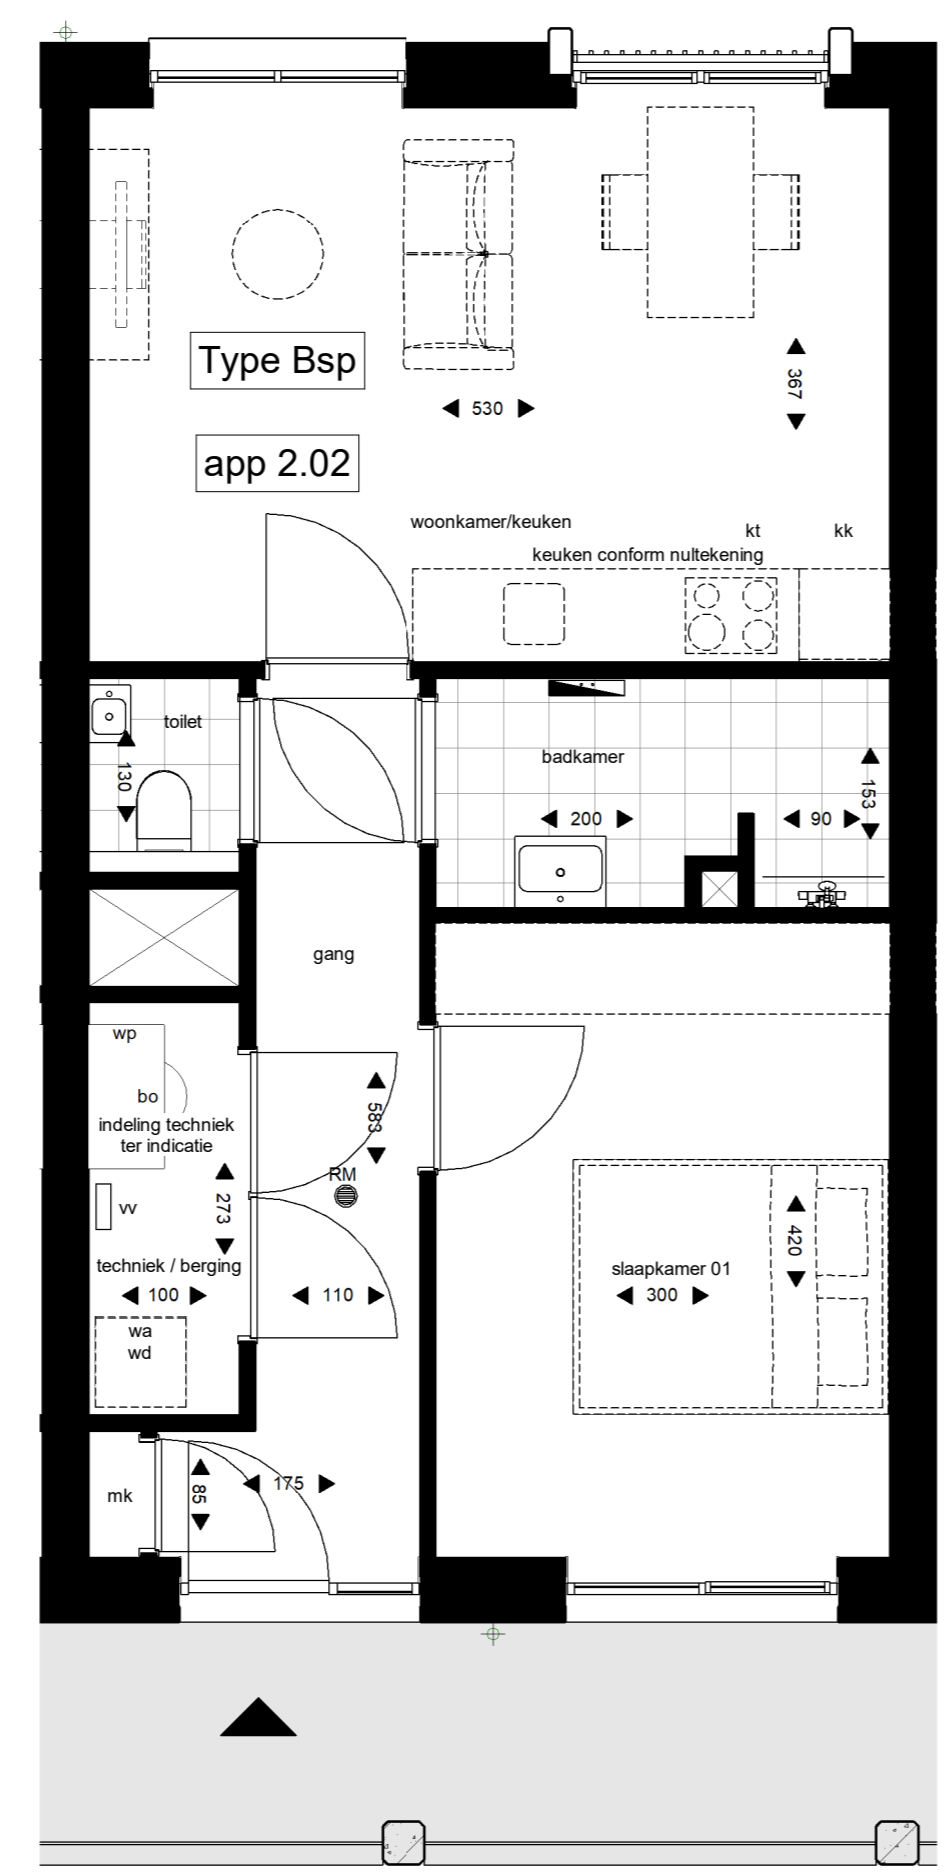 Type Bsp
367
530
app 2.02
woonkamer/keuken
kt
kk
keuken conform nultekening
toilet
130
badkamer
153
200
90
gang
wp
bo
indeling techniek
ter indicatie
583
RM
vv
273
420
techniek / berging
slaapkamer 01
100
110
300
wa
wd
mk
85
175